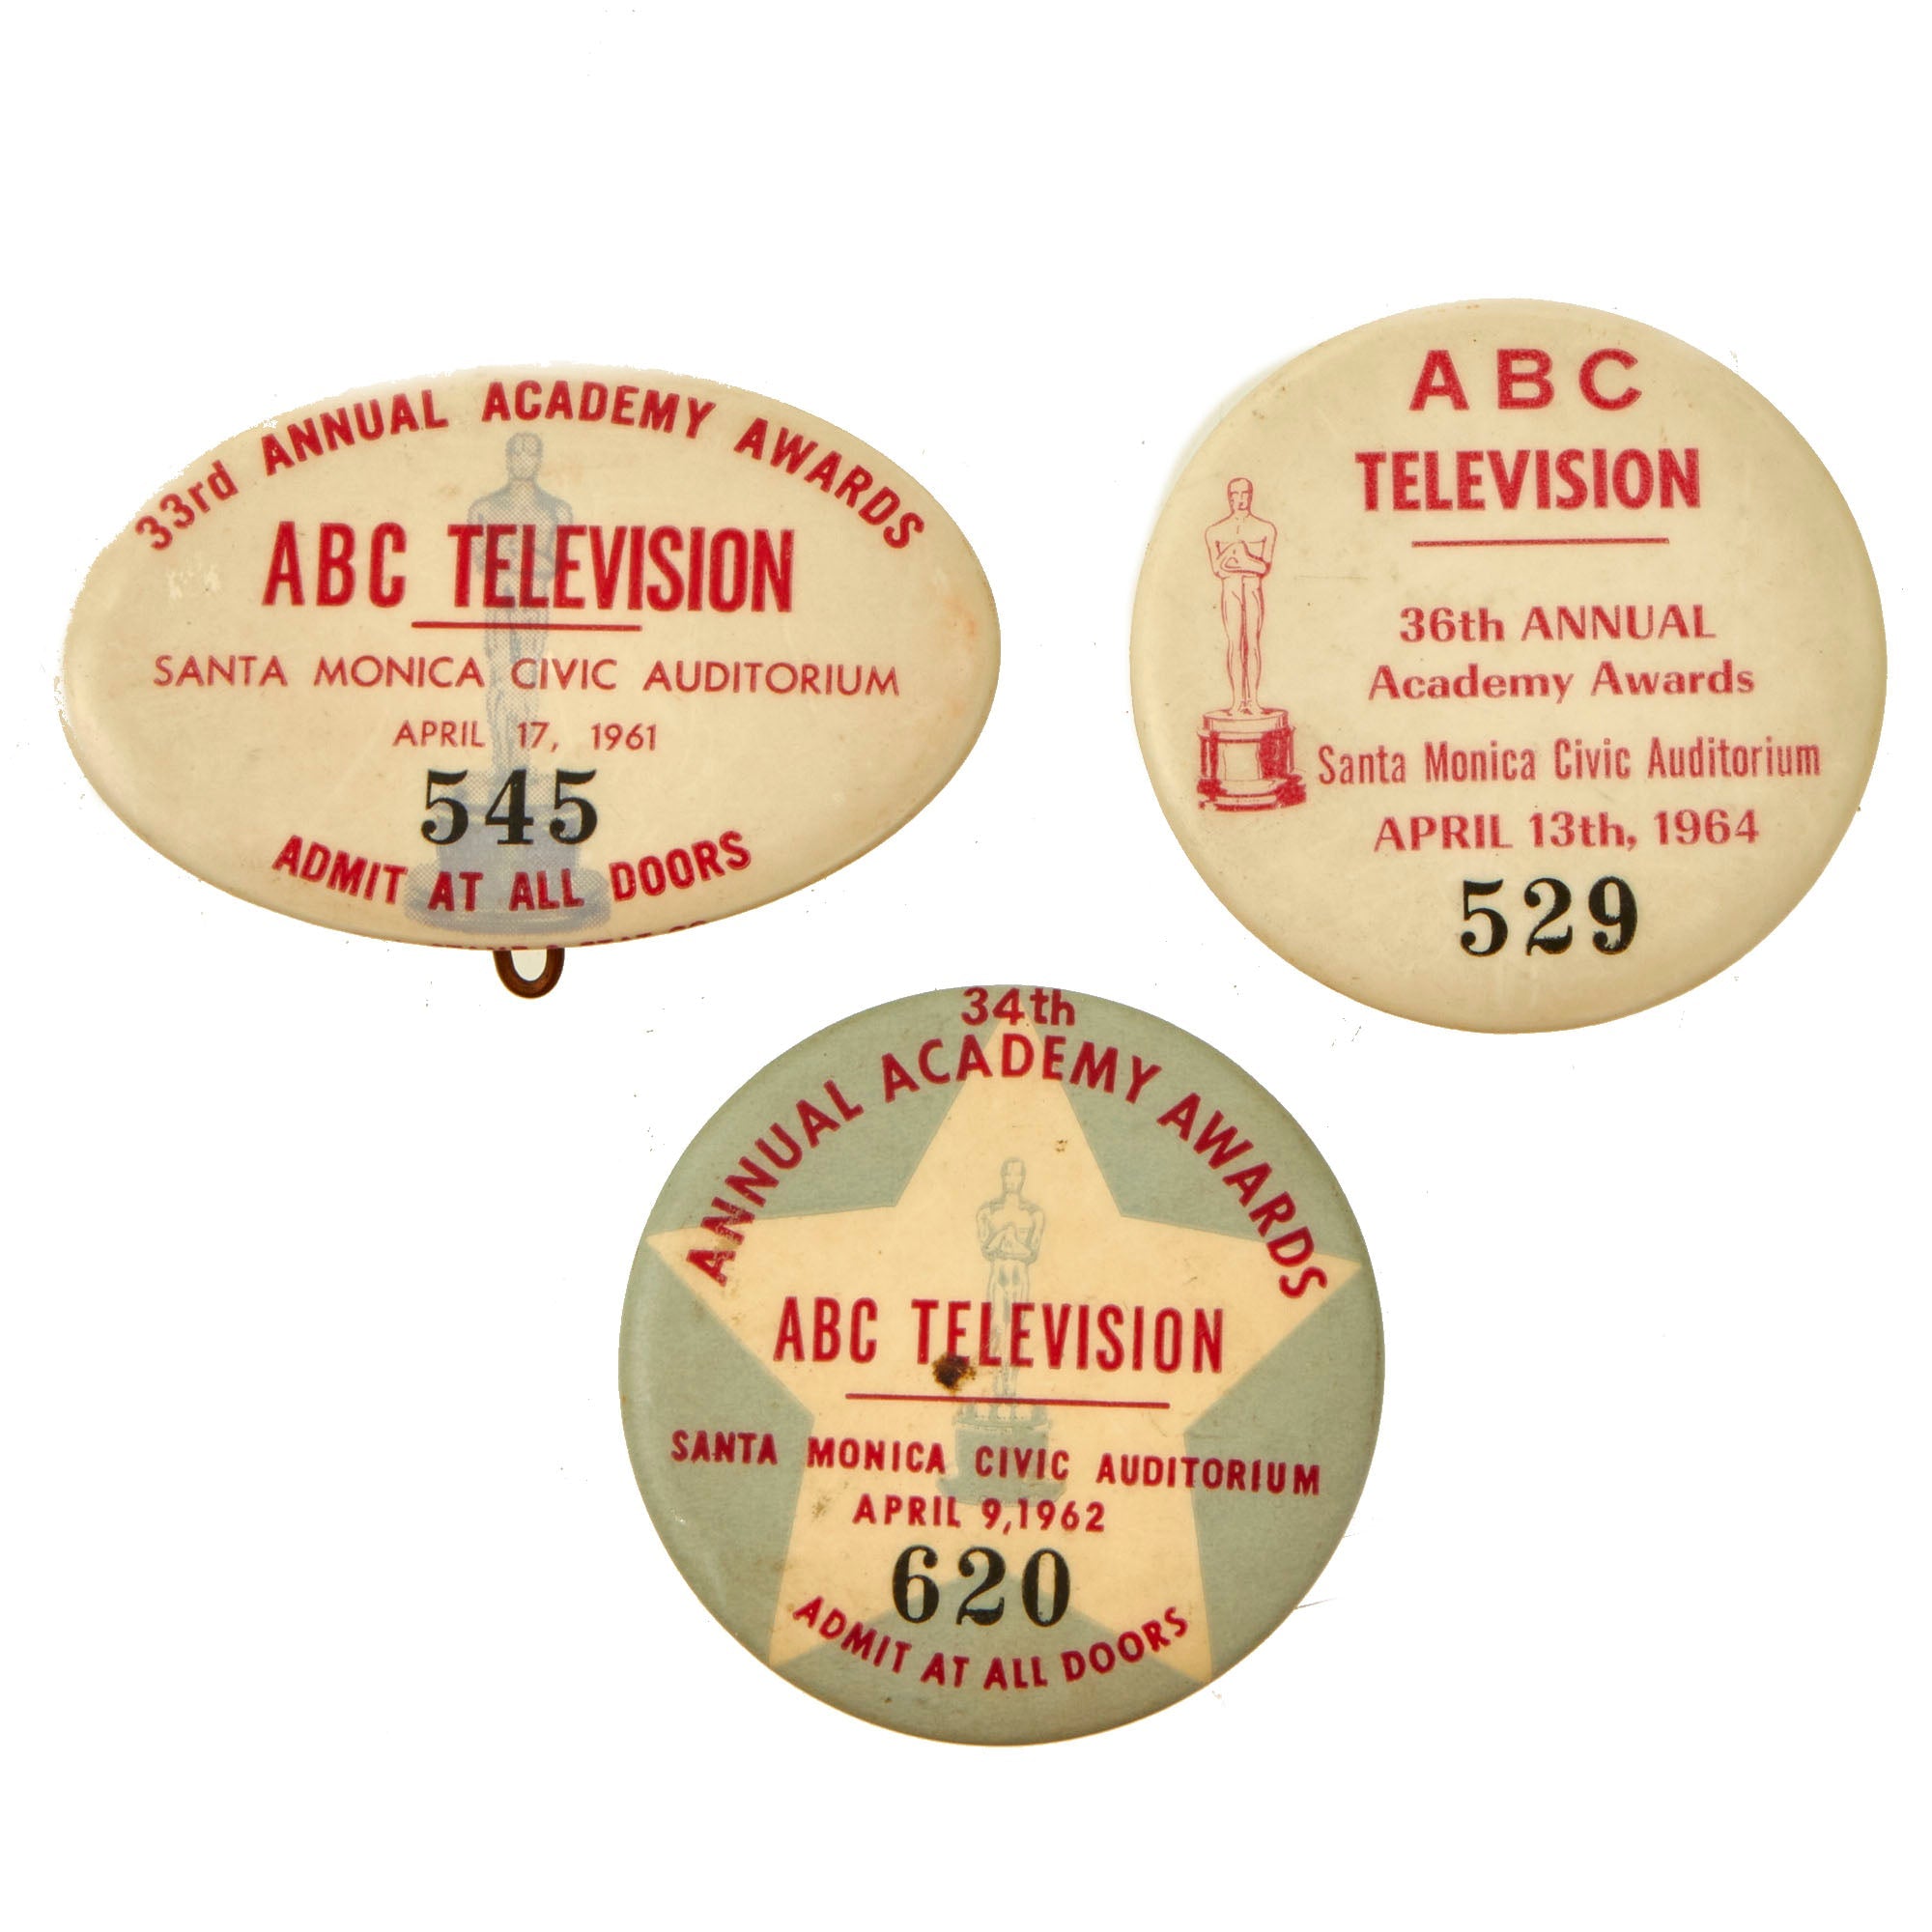 33rd ANNUAL ACADEMY AWARDS
ABC TELEVISION
SANTA MONICA CIVIC AUDITORIUM
APRIL 17, 1961
545
ADMIT AT ALL DOORS
ABC
TELEVISION
36th ANNUAL
Academy Awards
Santa Monica Civic Auditorium
APRIL 13th, 1964
529
34th
ANNUAL ACADEMY AWARDS
ABC TELEVISION
SANTA MONICA CIVIC AUDITORIUM
APRIL 9, 1962
620
ADMIT AT ALL DOORS